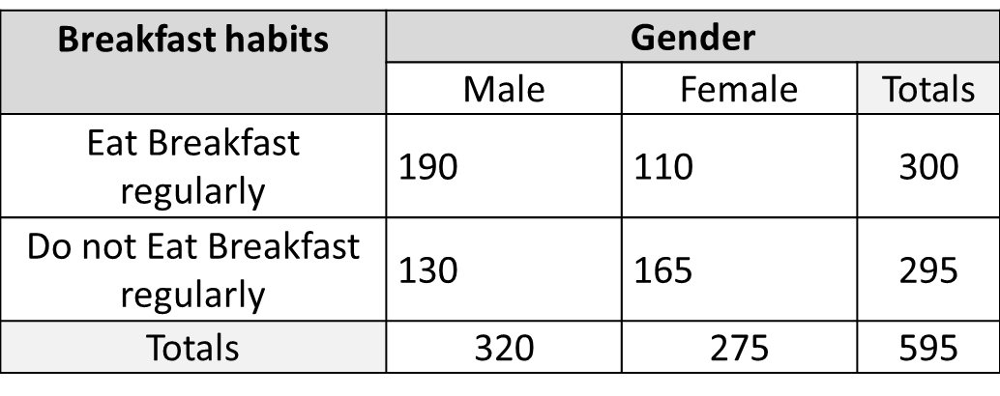 Breakfast habits
Gender
Male
Female
Totals
Eat Breakfast
regularly
190
110
300
Do not Eat Breakfast
regularly
130
165
295
Totals
320
275
595